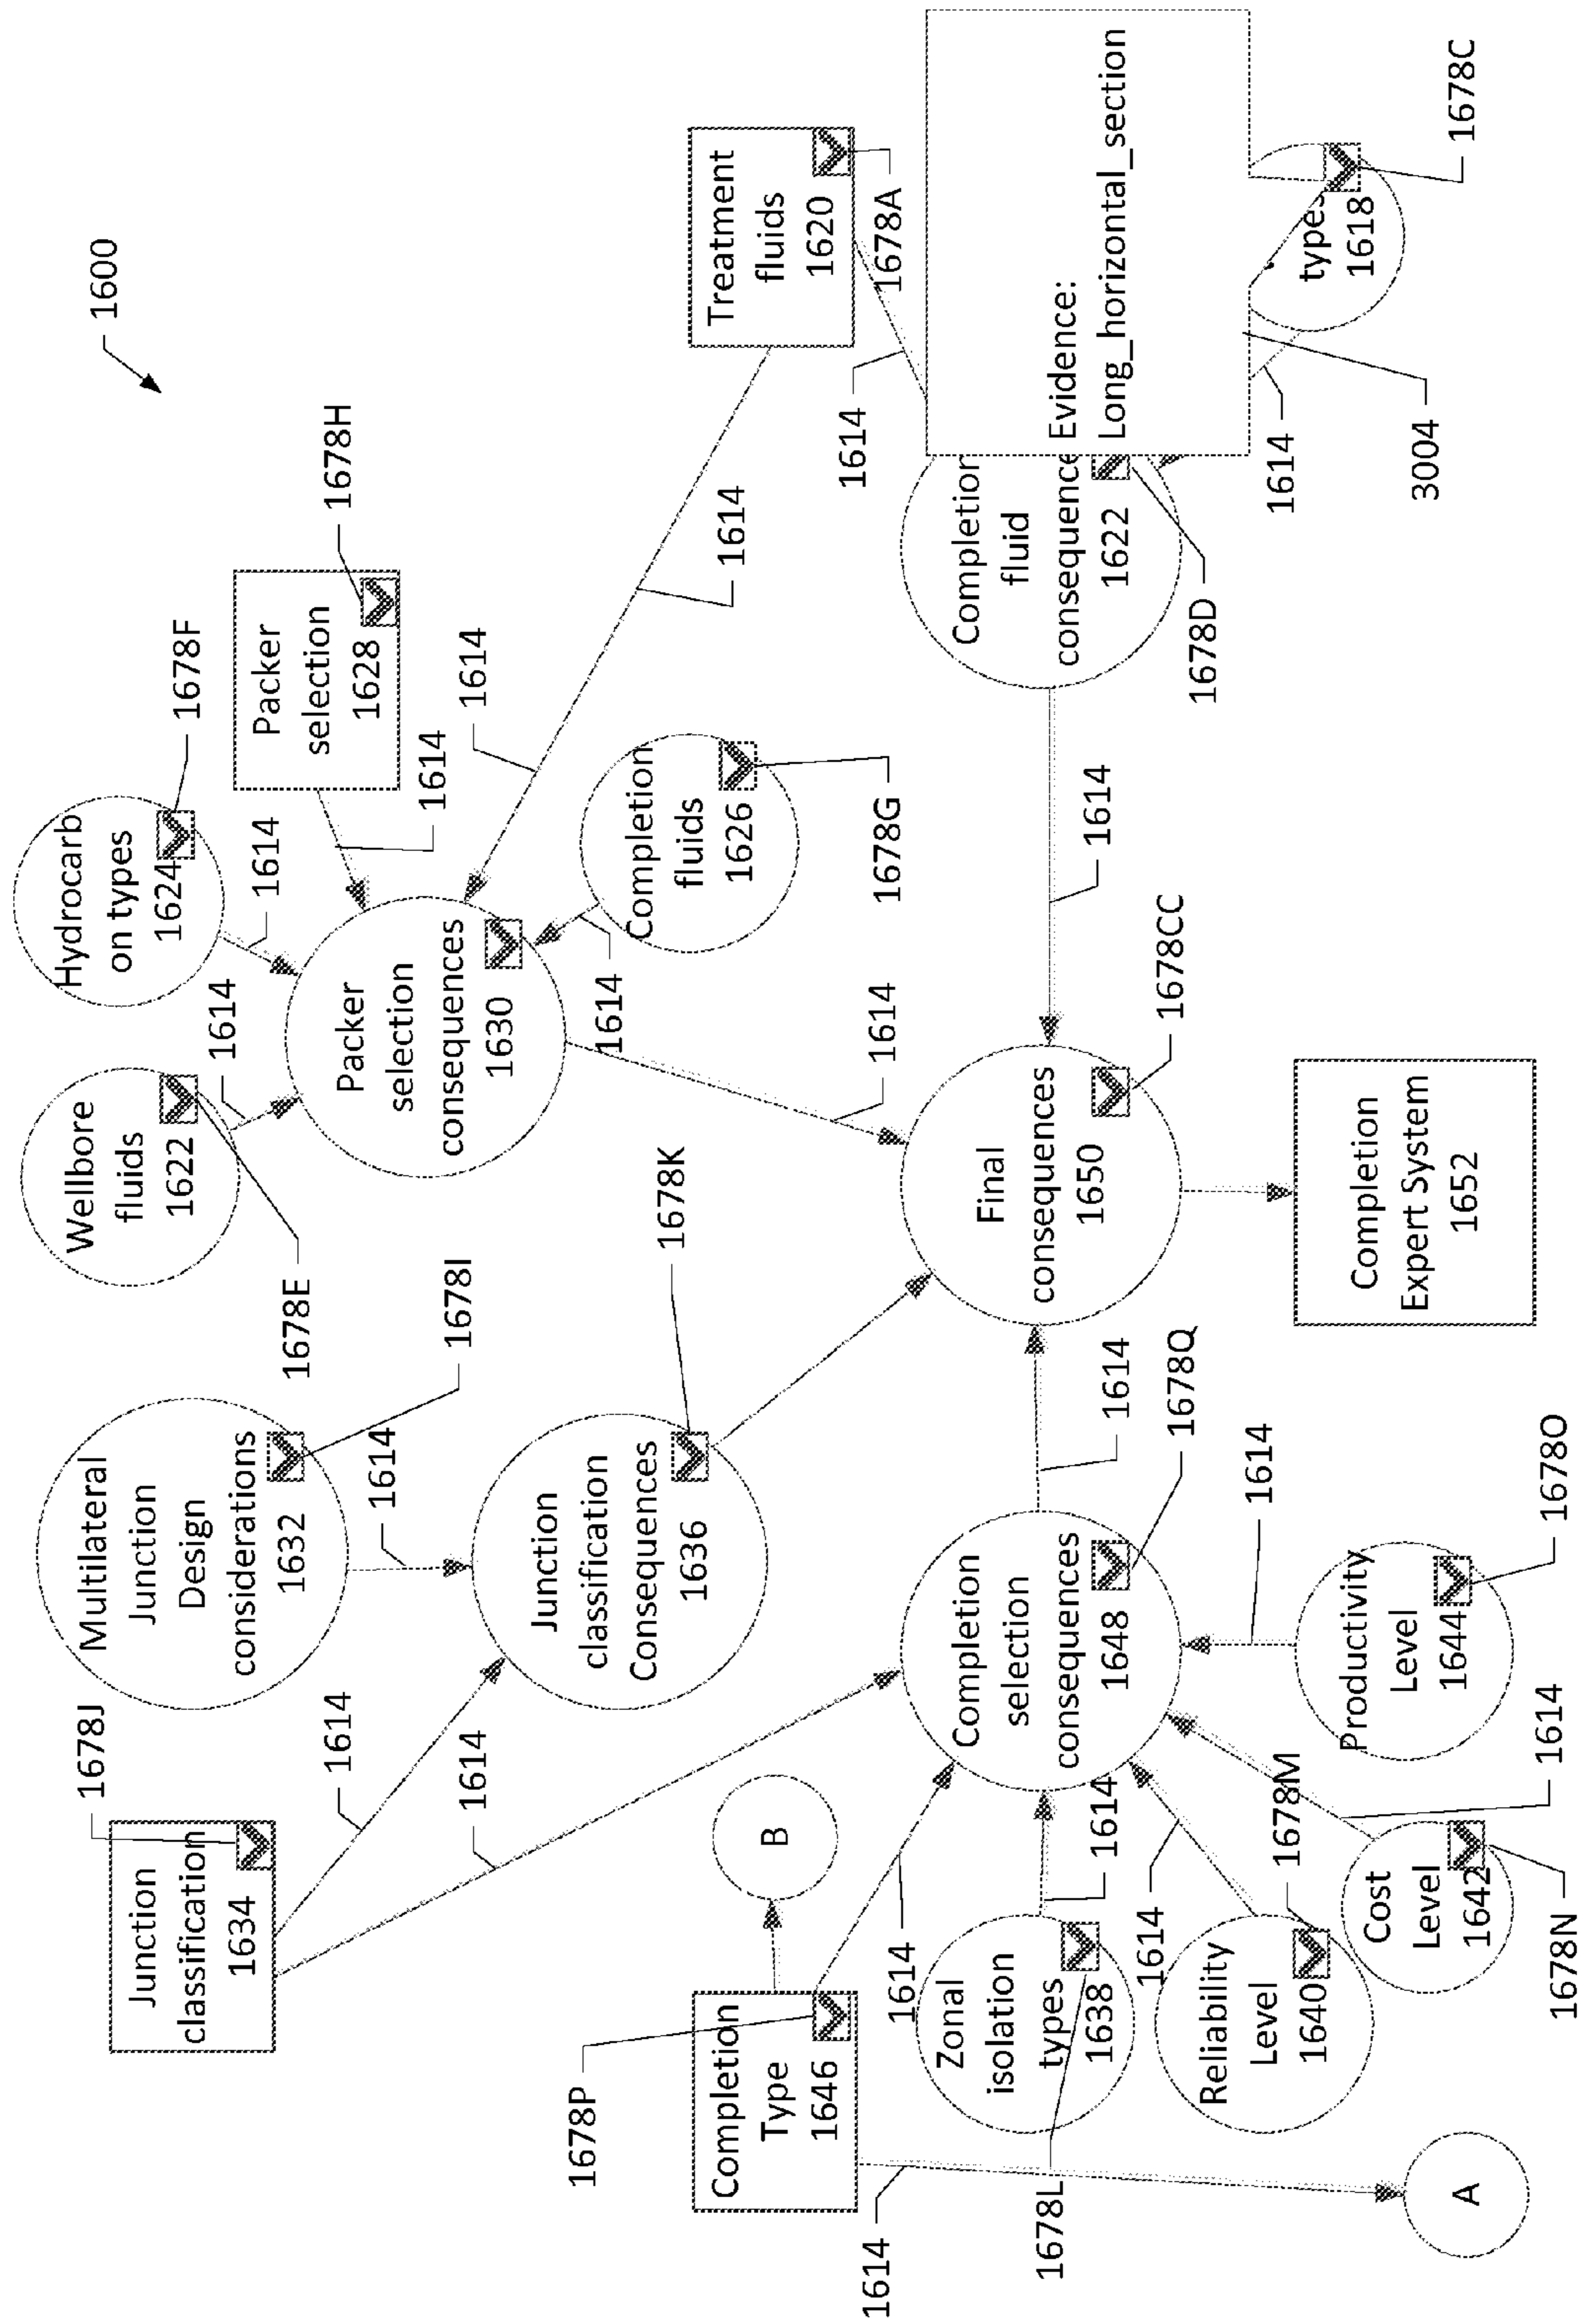 1600
1678J
Junction
classification
1634
1614
1614
Multilateral
Junction
Design
considerations
1632
1678I
1614
Junction
classification
Consequences
1636
1678K
Wellbore
fluids
1622
1678E
1614
Hydrocarb
on types
1624
1678F
1614
Packer
selection
1628
1678H
1614
Packer
selection
consequences
1630
1614
1614
Completion
fluids
1626
1678G
1614
1614
Treatment
fluids
1620
1678A
1614
1614
Completion
fluid
consequence
1622
1678D
Evidence:
Long_horizontal_section
3004
types
1618
1678C
1614
1614
Final
consequences
1650
1678CC
Completion
Expert System
1652
1614
Completion
selection
consequences
1648
1678Q
B
Completion
Type
1646
1678P
1614
1614
1614
A
Zonal
isolation
types
1638
1678L
1614
Reliability
Level
1640
1678M
1614
Cost
Level
1642
1678N
1614
Productivity
Level
1644
1678O
1614